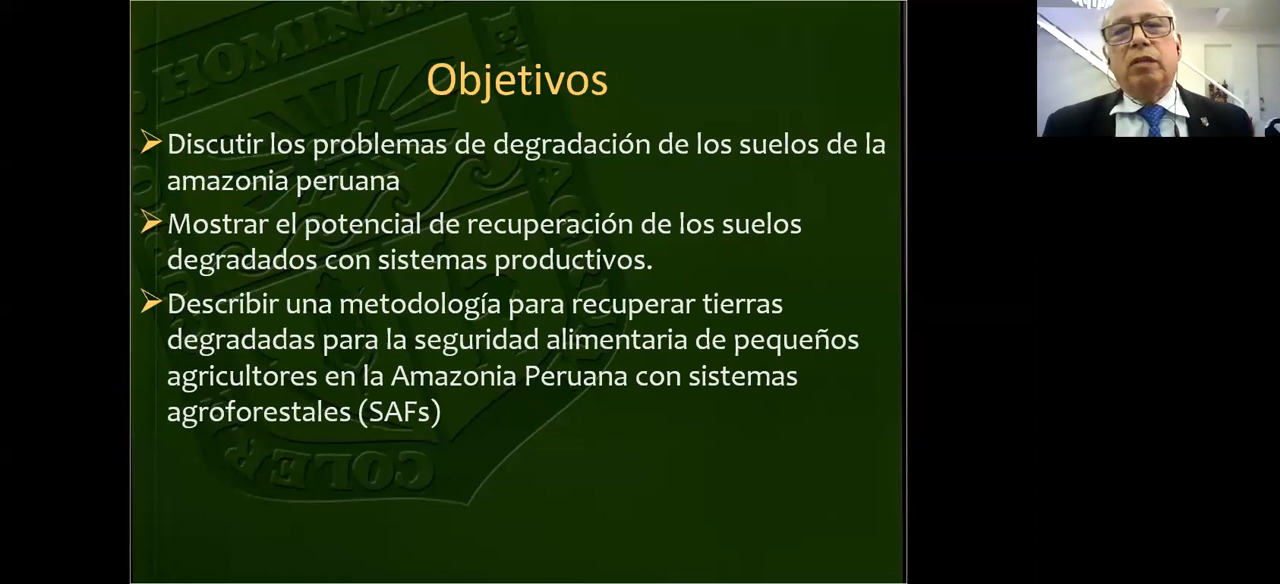 Objetivos
Discutir los problemas de degradación de los suelos de la
amazonia peruana
Mostrar el potencial de recuperación de los suelos
degradados con sistemas productivos.
Describir una metodología para recuperar tierras
degradadas para la seguridad alimentaria de pequeños
agricultores en la Amazonia Peruana con sistemas
agroforestales (SAFs)